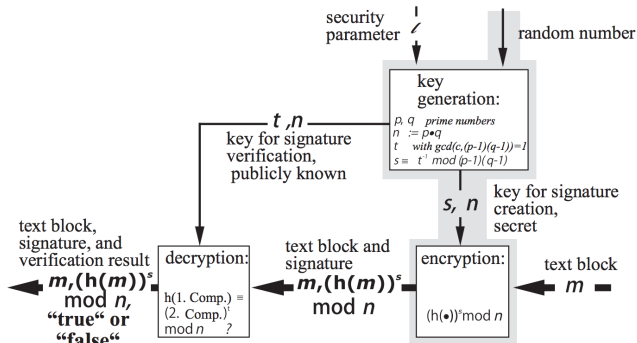 security
parameter
ℓ
random number
key
generation:
p, q prime numbers
n := p•q
t with gcd(c,(p-1)(q-1))=1
s ≡ t⁻¹ mod (p-1)(q-1)
t ,n
key for signature
verification,
publicly known
s, n
key for signature
creation,
secret
text block,
signature, and
verification result
m,(h(m))ˢ
mod n,
“true“ or
“false“
decryption:
h(1. Comp.) ≡
(2. Comp.)ᵗ
mod n ?
text block and
signature
m,(h(m))ˢ
mod n
encryption:
(h(•))ˢmod n
text block
m